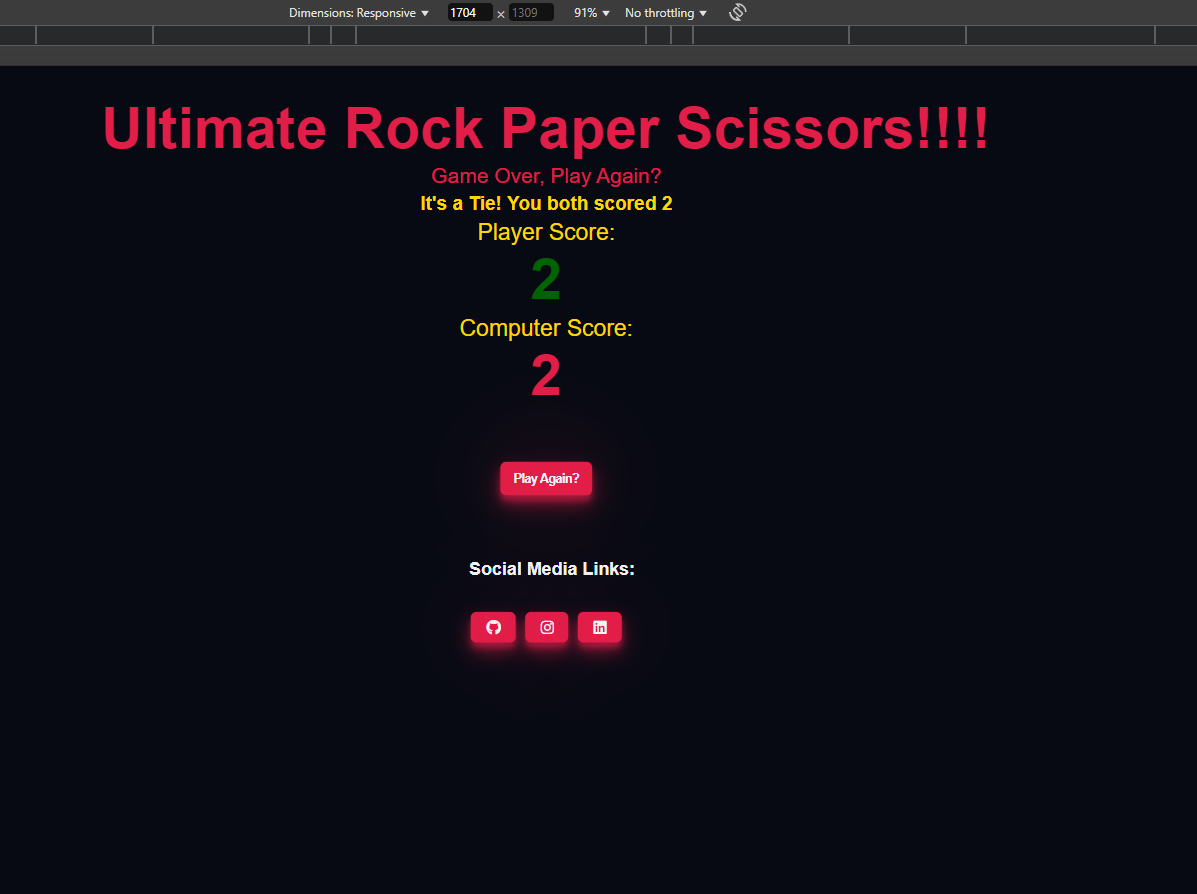 Dimensions: Responsive 1704 × 1309 91% No throttling
Ultimate Rock Paper Scissors!!!!
Game Over, Play Again?
It's a Tie! You both scored 2
Player Score:
2
Computer Score:
2
Play Again?
Social Media Links:
in